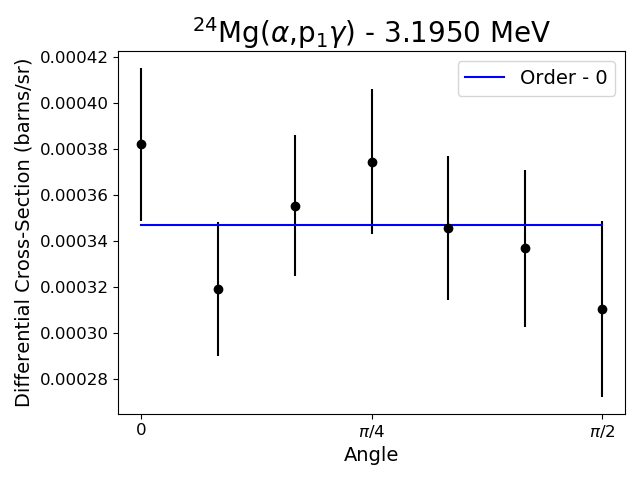 ²⁴Mg(α,p₁γ) - 3.1950 MeV
Order - 0
Differential Cross-Section (barns/sr)
0.00042
0.00040
0.00038
0.00036
0.00034
0.00032
0.00030
0.00028
0 π/4 π/2
Angle